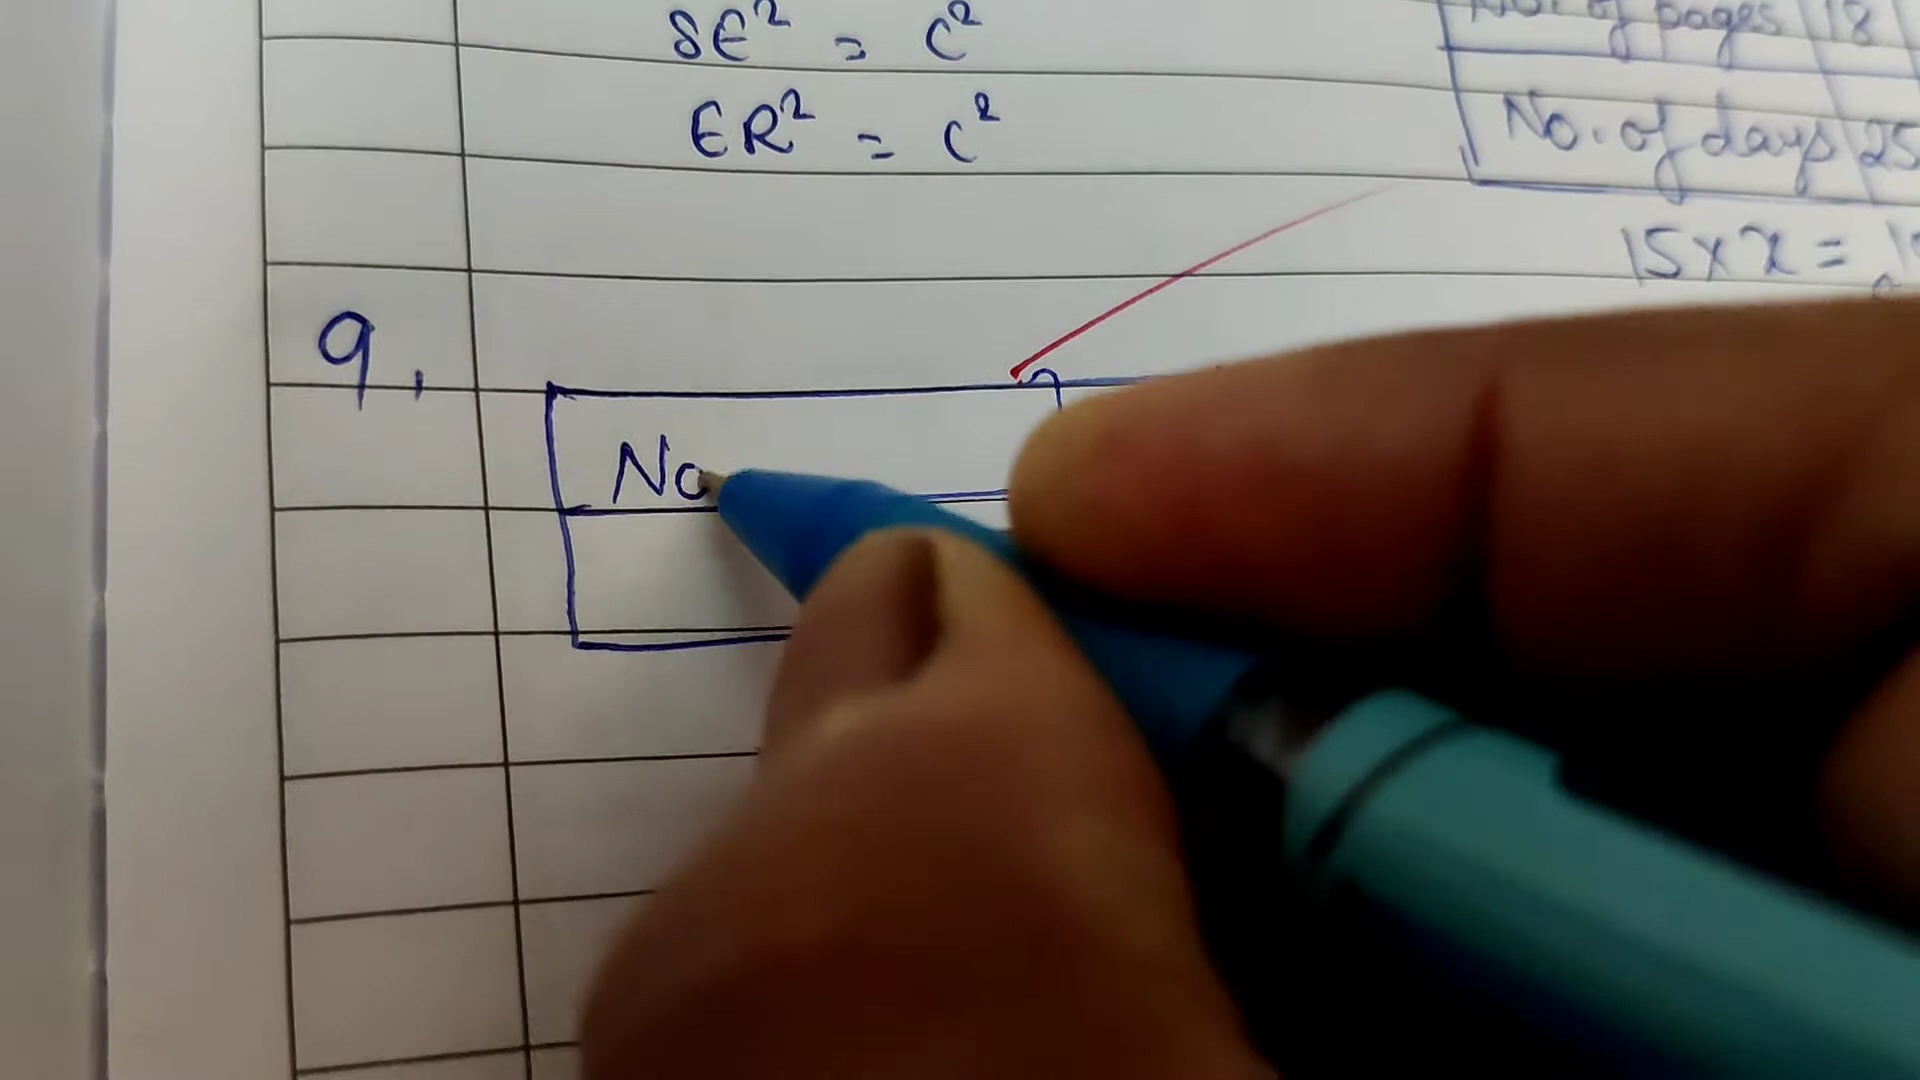 δE² = C²
ER² = C²
No. of pages 18
No. of days 25
15 x x =
9,
No